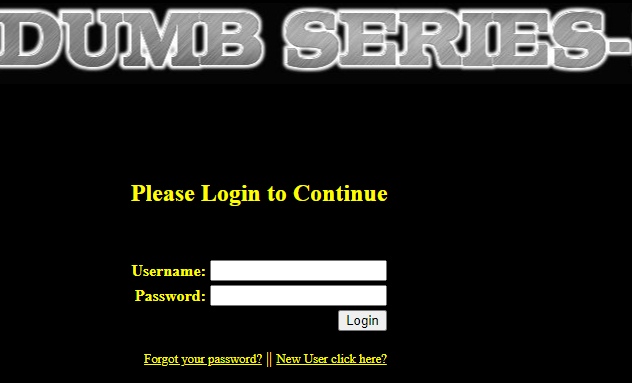 DUMB SERIES-
Please Login to Continue
Username:
Password:
Login
Forgot your password? || New User click here?